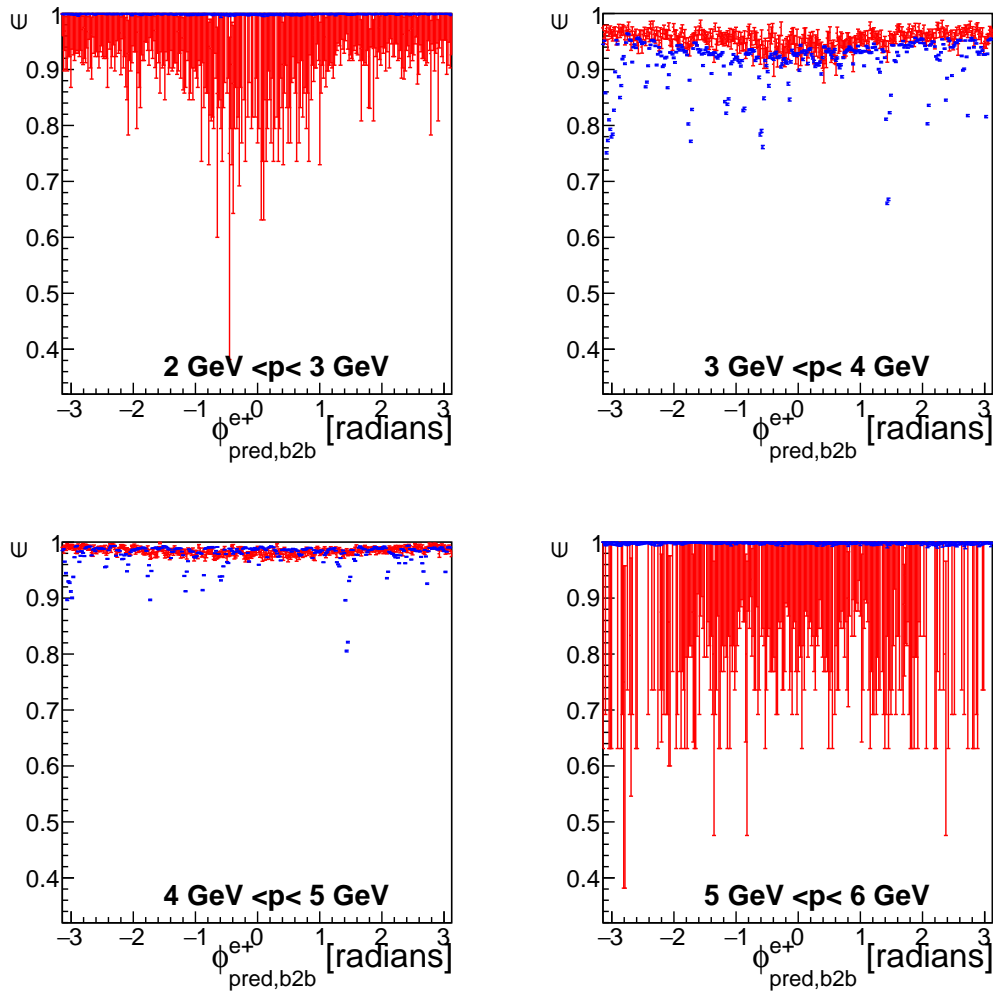 1
∈
0.9
0.8
0.7
0.6
0.5
0.4
2 GeV <p< 3 GeV
−3 −2 −1 0 1 2 3
ϕ^{e+}_{pred,b2b} [radians]
1
∈
0.9
0.8
0.7
0.6
0.5
0.4
3 GeV <p< 4 GeV
−3 −2 −1 0 1 2 3
ϕ^{e+}_{pred,b2b} [radians]
1
∈
0.9
0.8
0.7
0.6
0.5
0.4
4 GeV <p< 5 GeV
−3 −2 −1 0 1 2 3
ϕ^{e+}_{pred,b2b} [radians]
1
∈
0.9
0.8
0.7
0.6
0.5
0.4
5 GeV <p< 6 GeV
−3 −2 −1 0 1 2 3
ϕ^{e+}_{pred,b2b} [radians]